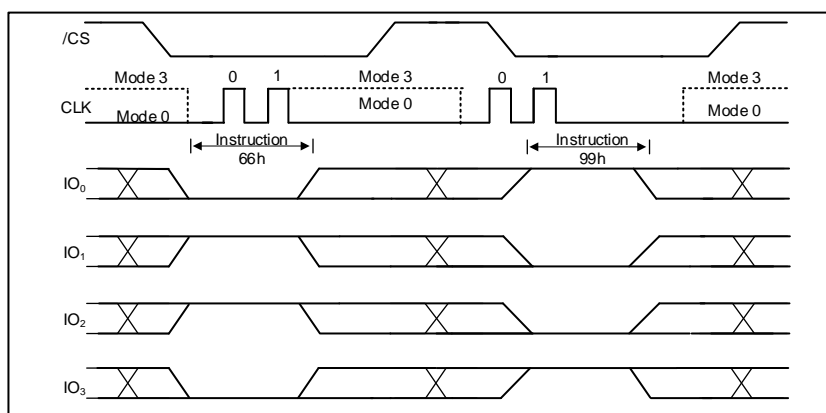 /CS
Mode 3 0 1 Mode 3 0 1 Mode 3
CLK Mode 0 Mode 0 Mode 0
Instruction Instruction
66h 99h
IO₀
IO₁
IO₂
IO₃